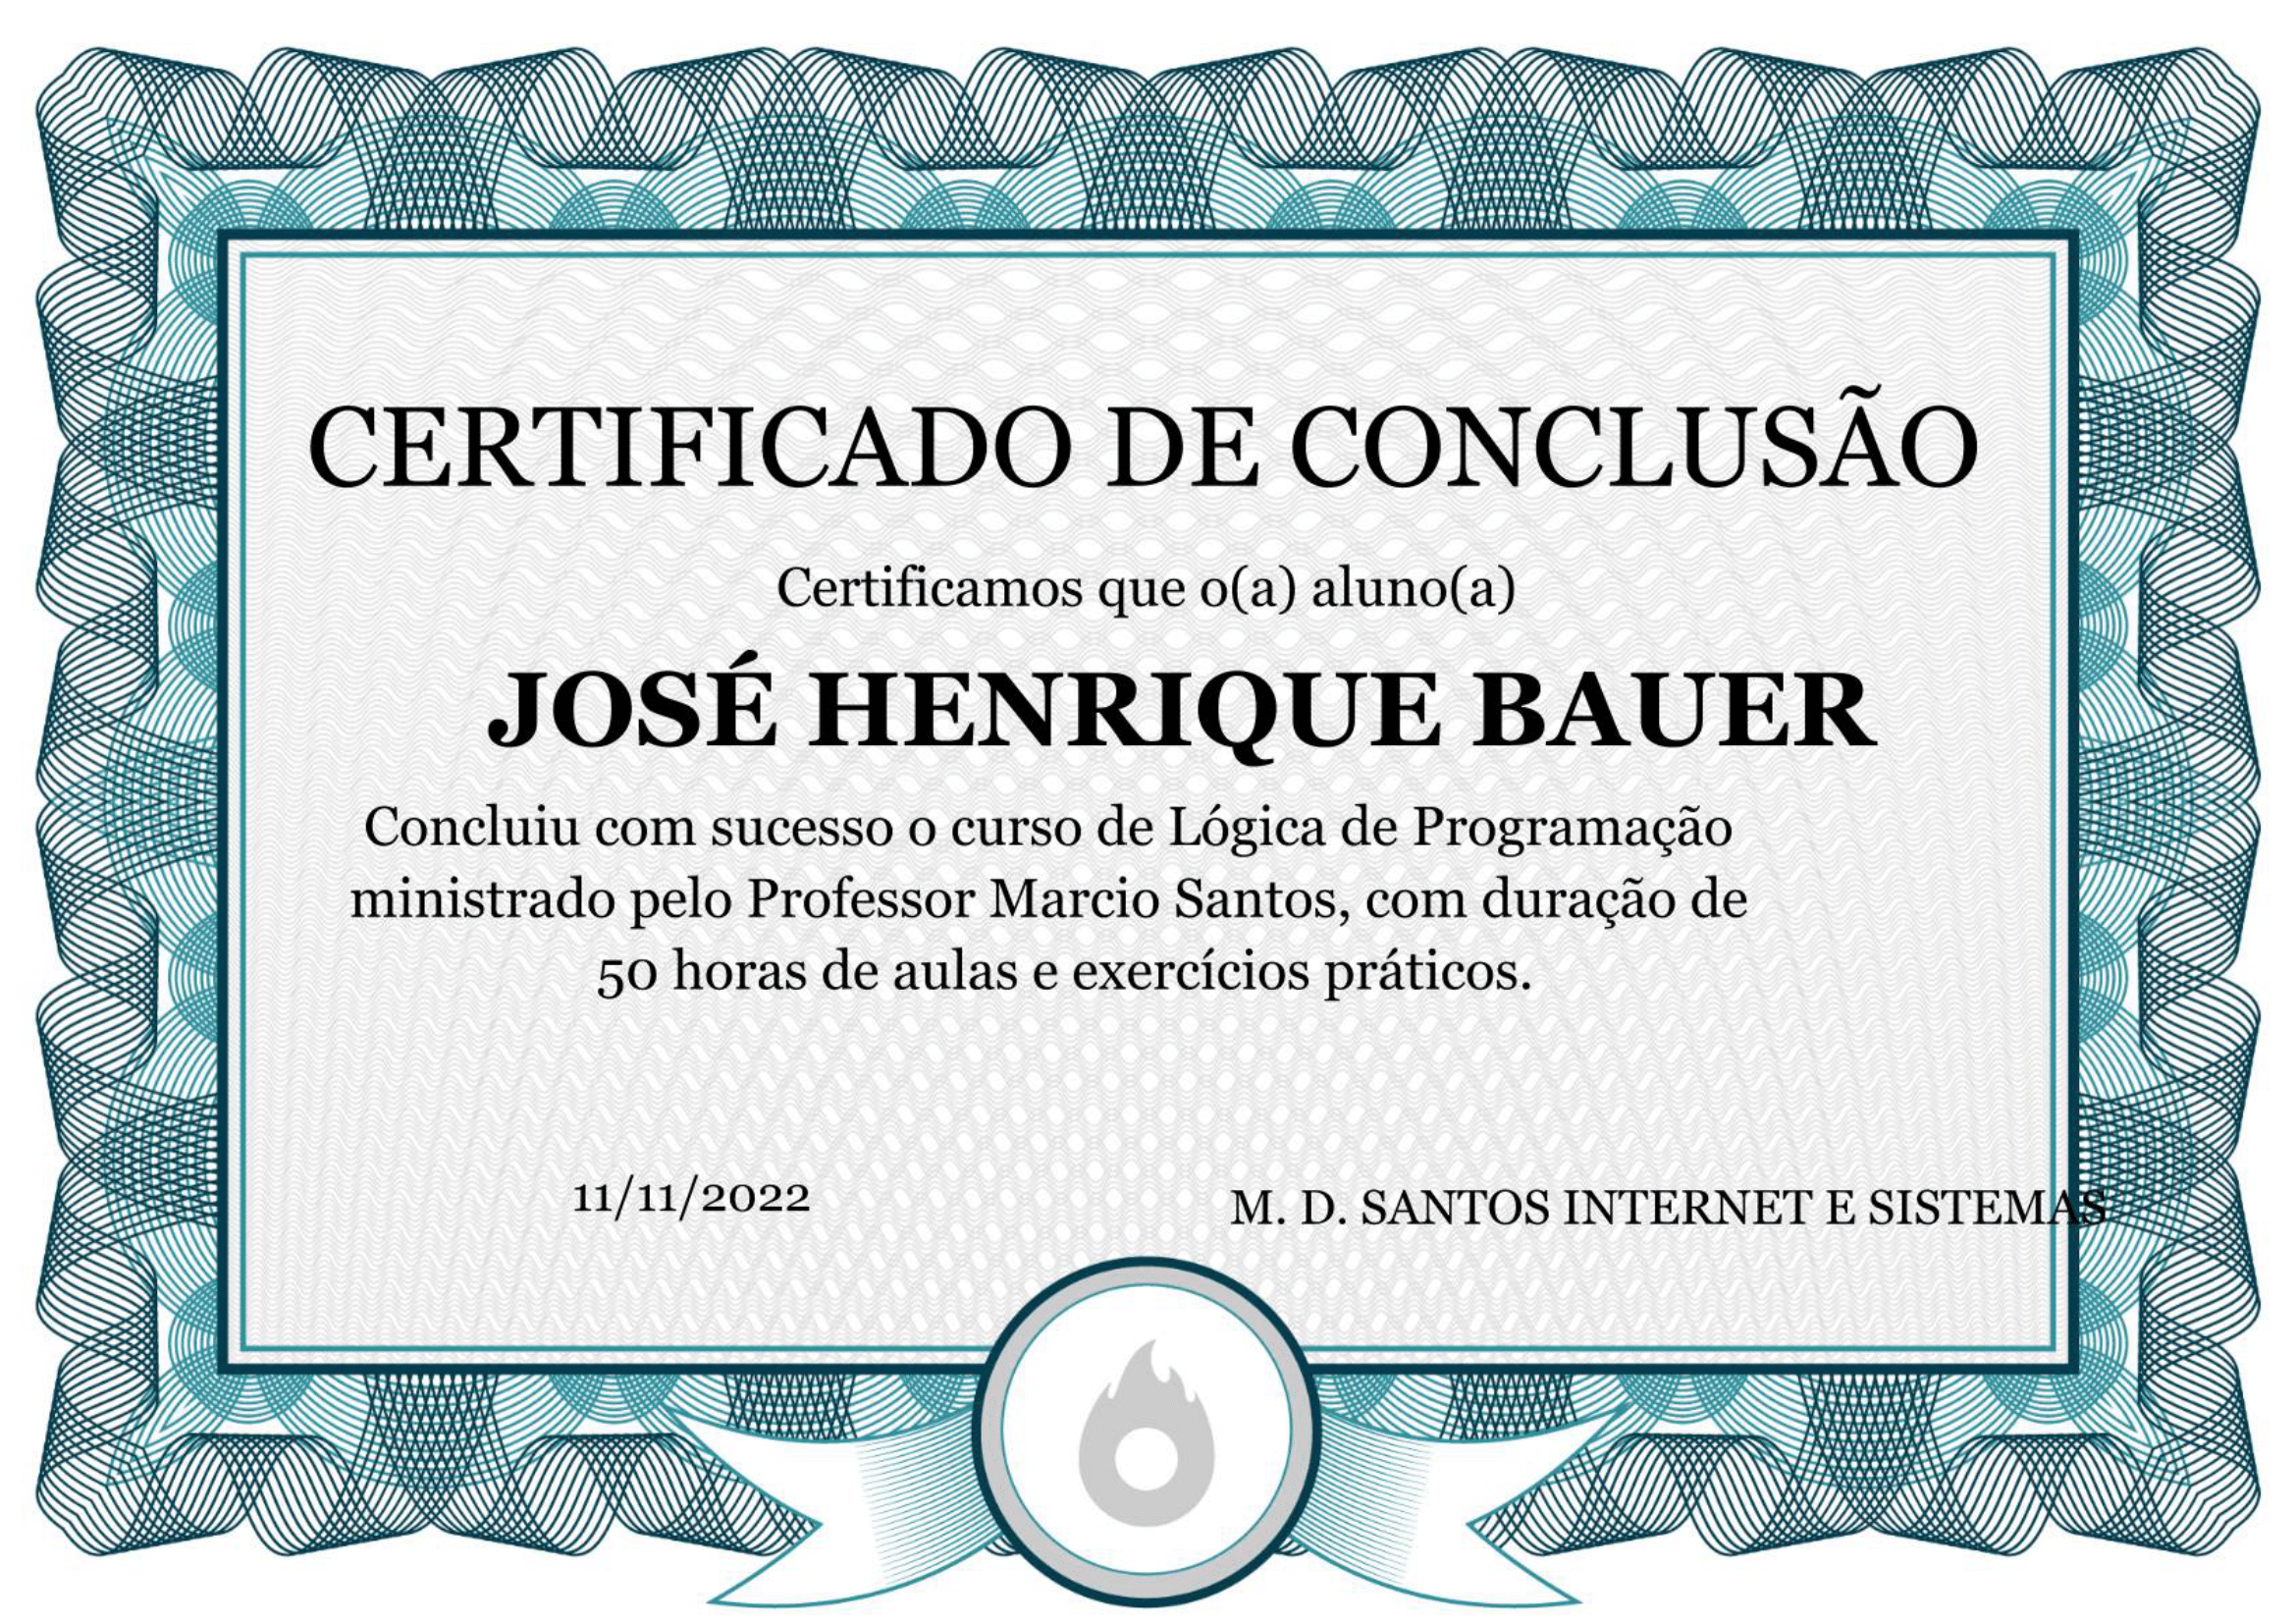 CERTIFICADO DE CONCLUSÃO
Certificamos que o(a) aluno(a)
JOSÉ HENRIQUE BAUER
Concluiu com sucesso o curso de Lógica de Programação
ministrado pelo Professor Marcio Santos, com duração de
50 horas de aulas e exercícios práticos.
11/11/2022
M. D. SANTOS INTERNET E SISTEMAS